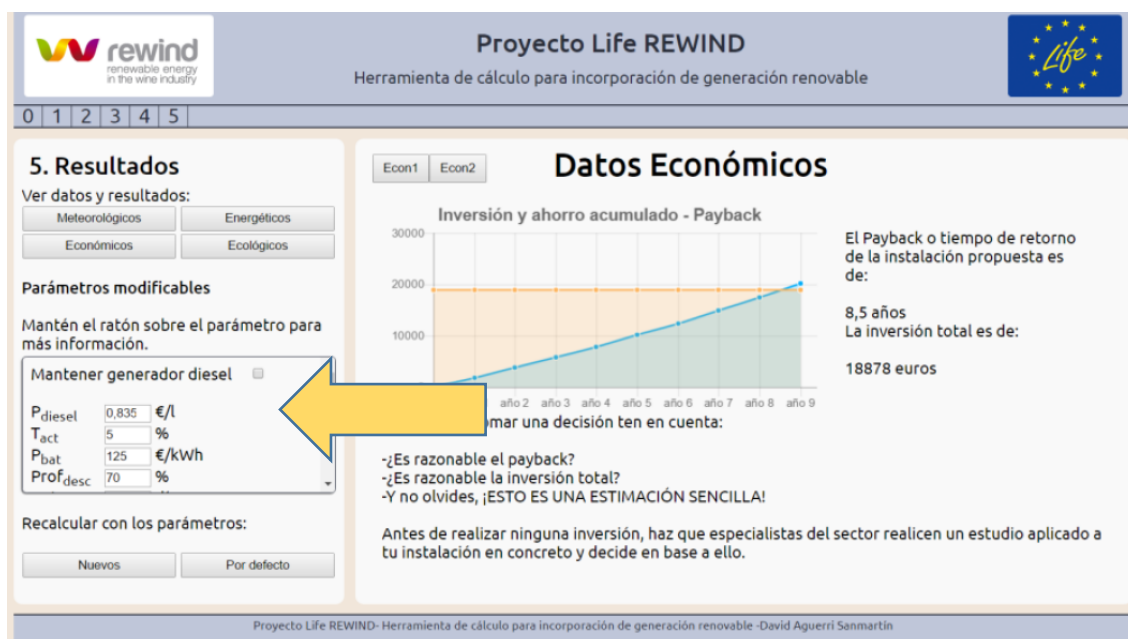 rewind
renewable energy
in the wine industry
Proyecto Life REWIND
Herramienta de cálculo para incorporación de generación renovable
Life
0 1 2 3 4 5
5. Resultados
Ver datos y resultados:
Meteorológicos Energéticos
Económicos Ecológicos
Parámetros modificables
Mantén el ratón sobre el parámetro para
más información.
Mantener generador diesel
Pdiesel 0,835 €/l
Tact 5 %
Pbat 125 €/kWh
Profdesc 70 %
Recalcular con los parámetros:
Nuevos Por defecto
Econ1 Econ2
Datos Económicos
Inversión y ahorro acumulado - Payback
30000
20000
10000
año 2 año 3 año 4 año 5 año 6 año 7 año 8 año 9
El Payback o tiempo de retorno
de la instalación propuesta es
de:
8,5 años
La inversión total es de:
18878 euros
omar una decisión ten en cuenta:
-¿Es razonable el payback?
-¿Es razonable la inversión total?
-Y no olvides, ¡ESTO ES UNA ESTIMACIÓN SENCILLA!
Antes de realizar ninguna inversión, haz que especialistas del sector realicen un estudio aplicado a
tu instalación en concreto y decide en base a ello.
Proyecto Life REWIND- Herramienta de cálculo para incorporación de generación renovable -David Aguerri Sanmartín